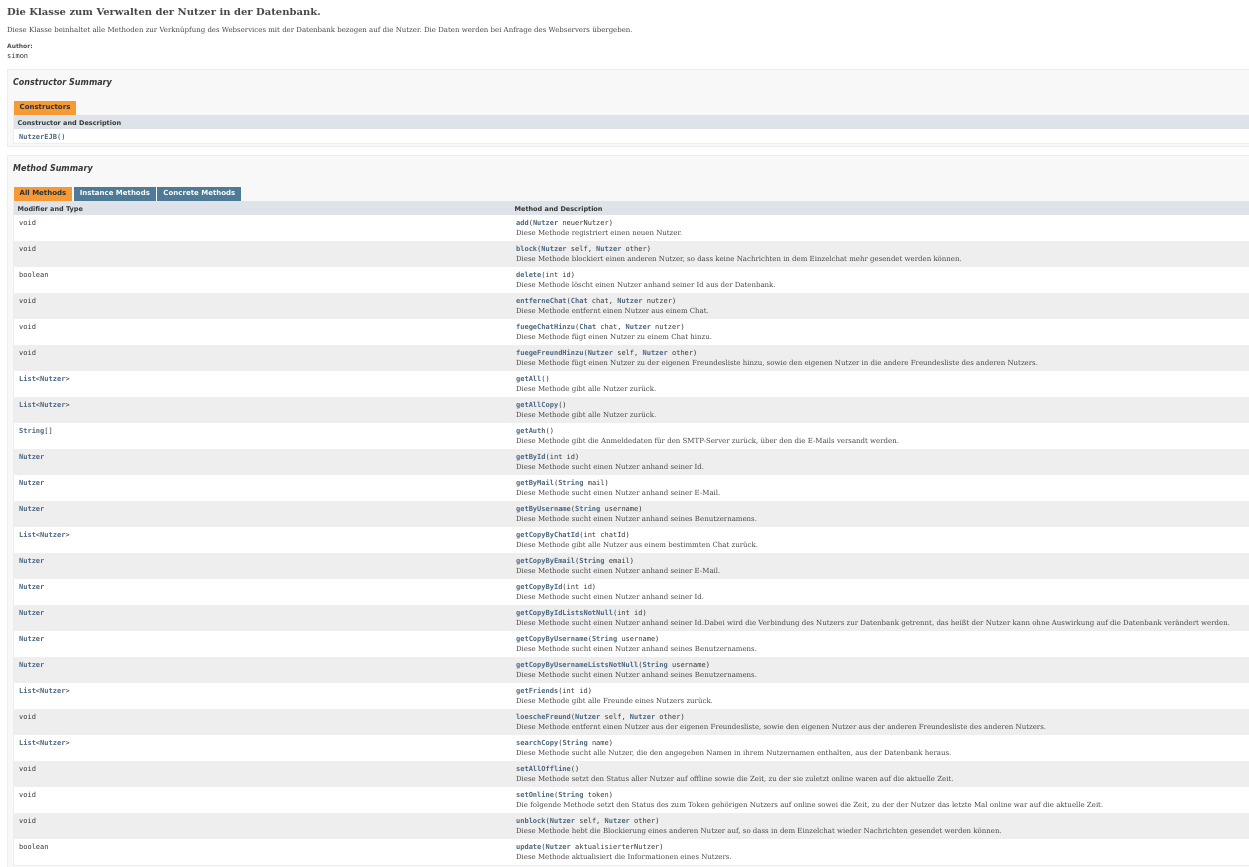 Die Klasse zum Verwalten der Nutzer in der Datenbank.
Diese Klasse beinhaltet alle Methoden zur Verknüpfung des Webservices mit der Datenbank bezogen auf die Nutzer. Die Daten werden bei Anfrage des Webservers übergeben.
Author:
simon
Constructor Summary
Constructors
Constructor and Description
NutzerEJB()
Method Summary
All Methods Instance Methods Concrete Methods
Modifier and Type Method and Description
void add(Nutzer neuerNutzer)
Diese Methode registriert einen neuen Nutzer.
void block(Nutzer self, Nutzer other)
Diese Methode blockiert einen anderen Nutzer, so dass keine Nachrichten in dem Einzelchat mehr gesendet werden können.
boolean delete(int id)
Diese Methode löscht einen Nutzer anhand seiner Id aus der Datenbank.
void entferneChat(Chat chat, Nutzer nutzer)
Diese Methode entfernt einen Nutzer aus einem Chat.
void fuegeChatHinzu(Chat chat, Nutzer nutzer)
Diese Methode fügt einen Nutzer zu einem Chat hinzu.
void fuegeFreundHinzu(Nutzer self, Nutzer other)
Diese Methode fügt einen Nutzer zu der eigenen Freundesliste hinzu, sowie den eigenen Nutzer in die andere Freundesliste des anderen Nutzers.
List<Nutzer> getAll()
Diese Methode gibt alle Nutzer zurück.
List<Nutzer> getAllCopy()
Diese Methode gibt alle Nutzer zurück.
String[] getAuth()
Diese Methode gibt die Anmeldedaten für den SMTP-Server zurück, über den die E-Mails versandt werden.
Nutzer getById(int id)
Diese Methode sucht einen Nutzer anhand seiner Id.
Nutzer getByMail(String mail)
Diese Methode sucht einen Nutzer anhand seiner E-Mail.
Nutzer getByUsername(String username)
Diese Methode sucht einen Nutzer anhand seines Benutzernamens.
List<Nutzer> getCopyByChatId(int chatId)
Diese Methode gibt alle Nutzer aus einem bestimmten Chat zurück.
Nutzer getCopyByEmail(String email)
Diese Methode sucht einen Nutzer anhand seiner E-Mail.
Nutzer getCopyById(int id)
Diese Methode sucht einen Nutzer anhand seiner Id.
Nutzer getCopyByIdListsNotNull(int id)
Diese Methode sucht einen Nutzer anhand seiner Id.Dabei wird die Verbindung des Nutzers zur Datenbank getrennt, das heißt der Nutzer kann ohne Auswirkung auf die Datenbank verändert werden.
Nutzer getCopyByUsername(String username)
Diese Methode sucht einen Nutzer anhand seines Benutzernamens.
Nutzer getCopyByUsernameListsNotNull(String username)
Diese Methode sucht einen Nutzer anhand seines Benutzernamens.
List<Nutzer> getFriends(int id)
Diese Methode gibt alle Freunde eines Nutzers zurück.
void loescheFreund(Nutzer self, Nutzer other)
Diese Methode entfernt einen Nutzer aus der eigenen Freundesliste, sowie den eigenen Nutzer aus der anderen Freundesliste des anderen Nutzers.
List<Nutzer> searchCopy(String name)
Diese Methode sucht alle Nutzer, die den angegeben Namen in ihrem Nutzernamen enthalten, aus der Datenbank heraus.
void setAllOffline()
Diese Methode setzt den Status aller Nutzer auf offline sowie die Zeit, zu der sie zuletzt online waren auf die aktuelle Zeit.
void setOnline(String token)
Die folgende Methode setzt den Status des zum Token gehörigen Nutzers auf online sowei die Zeit, zu der der Nutzer das letzte Mal online war auf die aktuelle Zeit.
void unblock(Nutzer self, Nutzer other)
Diese Methode hebt die Blockierung eines anderen Nutzer auf, so dass in dem Einzelchat wieder Nachrichten gesendet werden können.
boolean update(Nutzer aktualisierterNutzer)
Diese Methode aktualisiert die Informationen eines Nutzers.